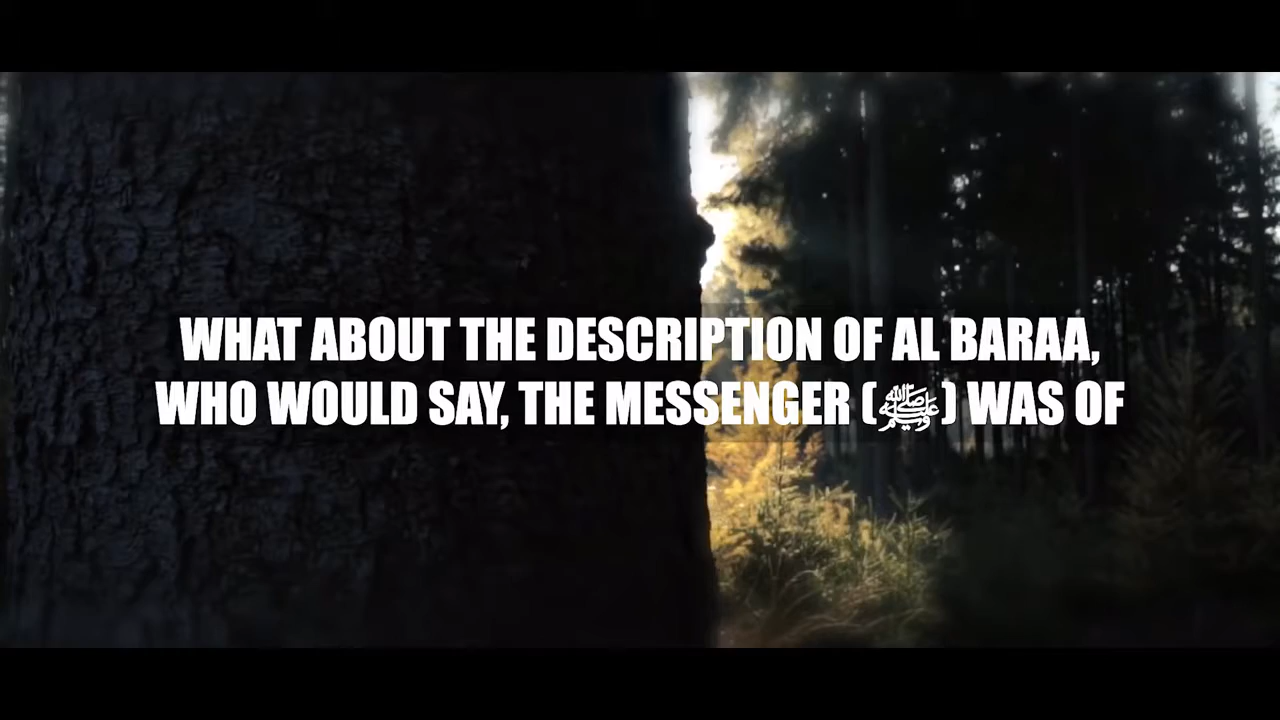 WHAT ABOUT THE DESCRIPTION OF AL BARAA,
WHO WOULD SAY, THE MESSENGER (ﷺ) WAS OF